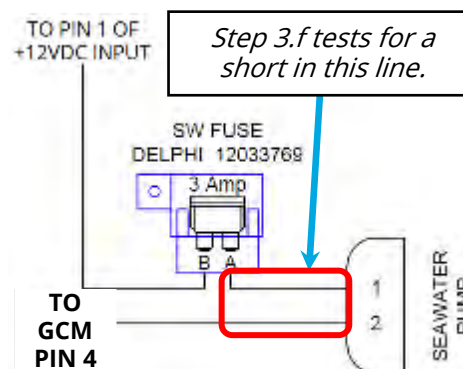 TO PIN 1 OF
+12VDC INPUT
Step 3.f tests for a
short in this line.
SW FUSE
DELPHI 12033769
3 Amp
B A
1
2
TO
GCM
PIN 4
SEAWATER
PUMP